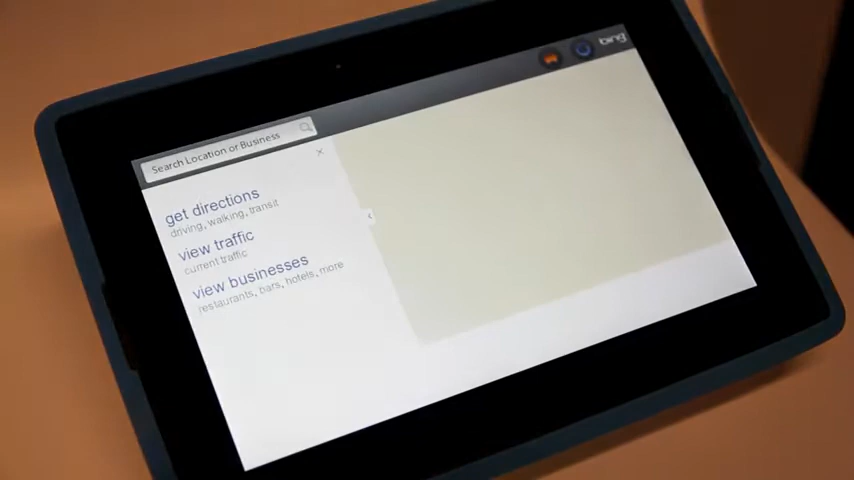 bing
Search Location or Business
get directions
driving, walking, transit
view traffic
current traffic
view businesses
restaurants, bars, hotels, more